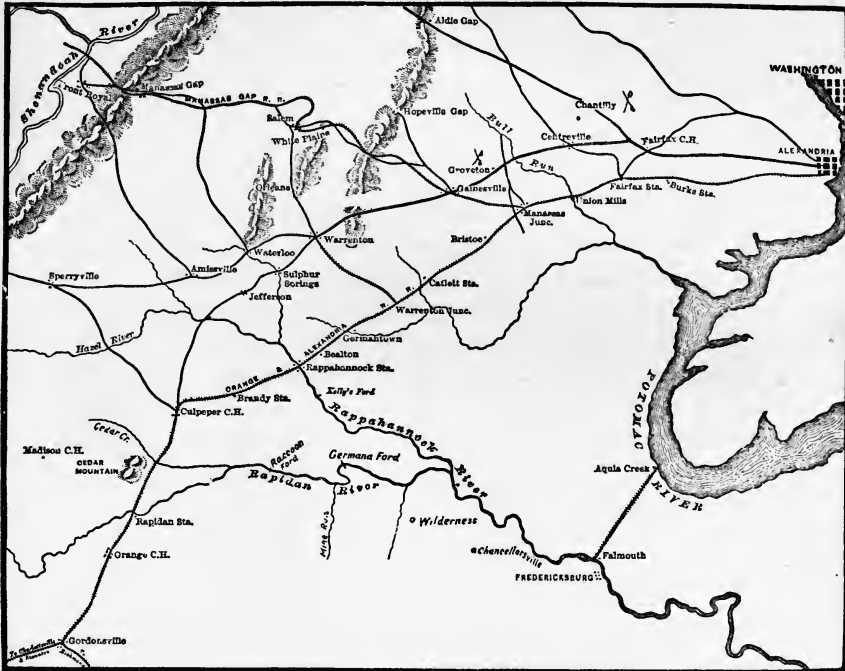 Aldie Gap
Shenandoah River
WASHINGTON
Manassas Gap
Front Royal
MANASSAS GAP R. R.
Chantilly
Hopeville Gap
Salem
White Plains
Bull Run
Centreville
Fairfax C.H.
ALEXANDRIA
Groveton
Orleans
Gainesville
Fairfax Sta.
Burks Sta.
Union Mills
Manassas
Junc.
Warrenton
Bristoe
Waterloo
Sperryville
Amissville
Sulphur
Springs
Catlett Sta.
Jefferson
Warrenton Junc.
Hazel River
Germantown
Bealton
ORANGE & ALEXANDRIA R. R.
Rappahannock Sta.
Brandy Sta.
Kelly's Ford
POTOMAC RIVER
Culpeper C.H.
Rappahannock River
Cedar Cr.
Madison C.H.
CEDAR
MOUNTAIN
Raccoon
Ford
Germana Ford
Rapidan River
Aquia Creek
Rapidan Sta.
Wilderness
Mine Run
Chancellorsville
Orange C.H.
Falmouth
FREDERICKSBURG
Gordonsville
To Charlottesville